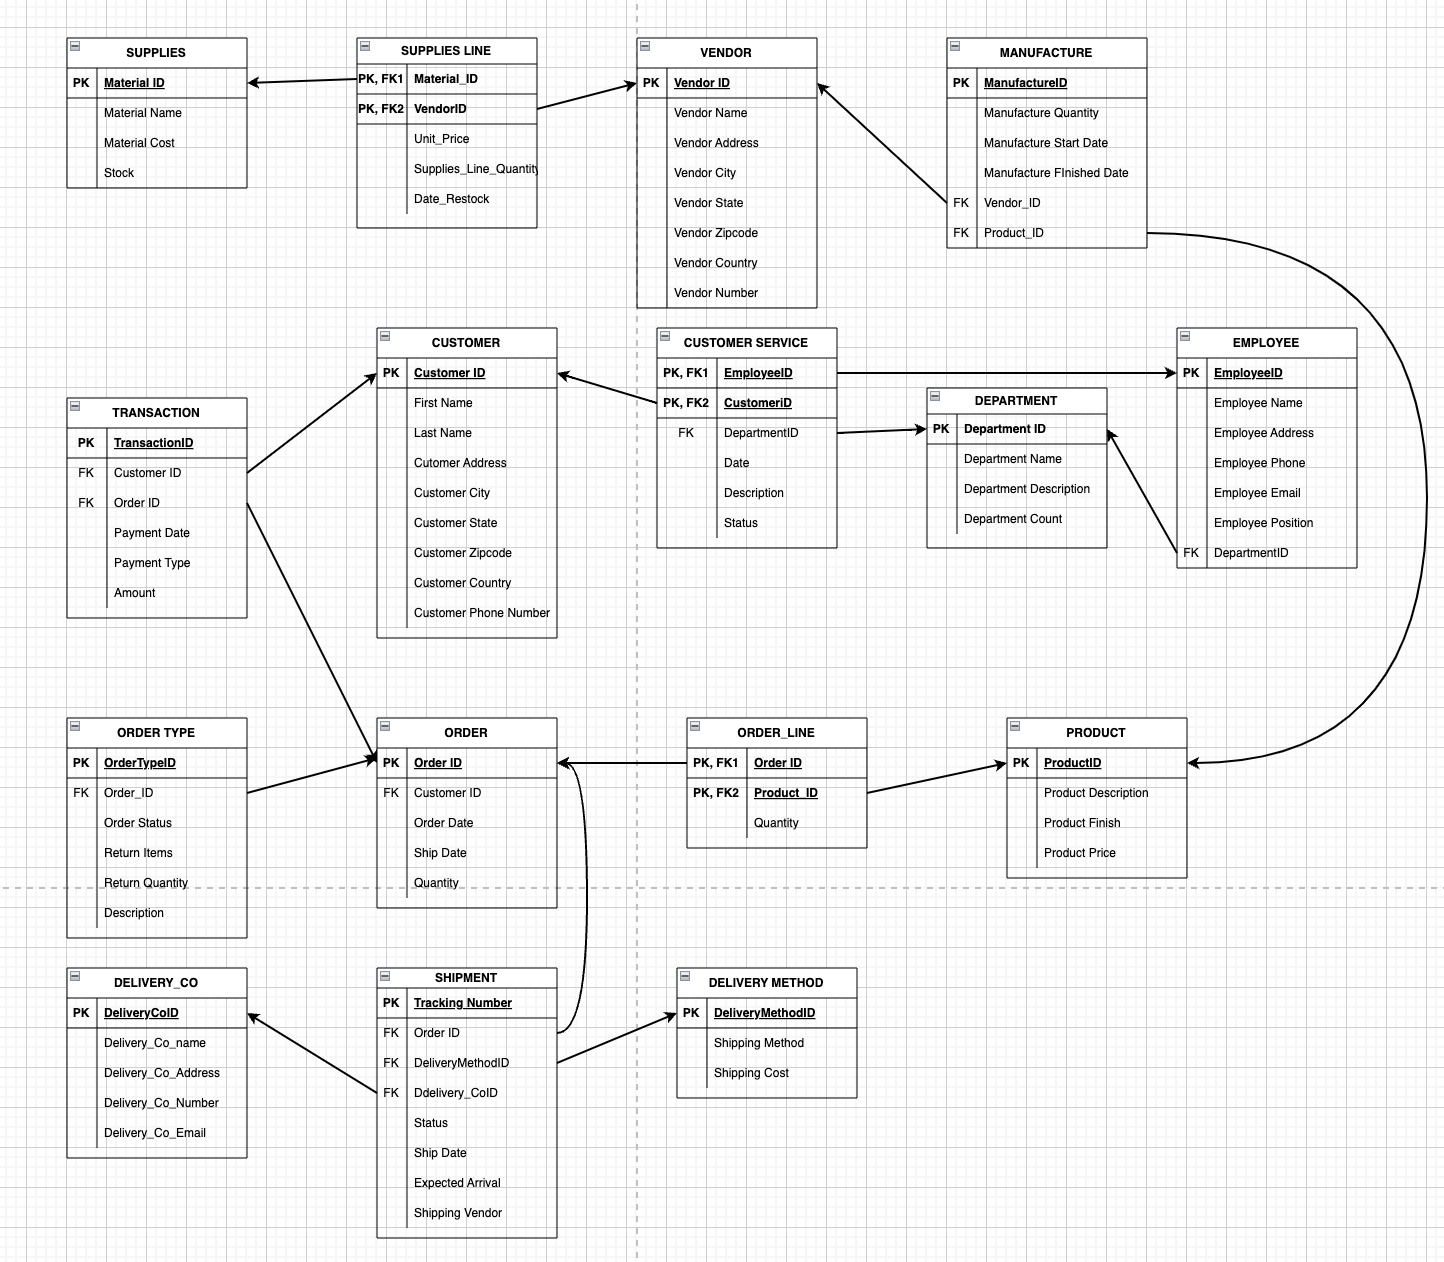 SUPPLIES
PK Material ID
Material Name
Material Cost
Stock
SUPPLIES LINE
PK, FK1 Material_ID
PK, FK2 VendorID
Unit_Price
Supplies_Line_Quantity
Date_Restock
VENDOR
PK Vendor ID
Vendor Name
Vendor Address
Vendor City
Vendor State
Vendor Zipcode
Vendor Country
Vendor Number
MANUFACTURE
PK ManufactureID
Manufacture Quantity
Manufacture Start Date
Manufacture FInished Date
FK Vendor_ID
FK Product_ID
TRANSACTION
PK TransactionID
FK Customer ID
FK Order ID
Payment Date
Payment Type
Amount
CUSTOMER
PK Customer ID
First Name
Last Name
Cutomer Address
Customer City
Customer State
Customer Zipcode
Customer Country
Customer Phone Number
CUSTOMER SERVICE
PK, FK1 EmployeeID
PK, FK2 CustomeriD
FK DepartmentID
Date
Description
Status
DEPARTMENT
PK Department ID
Department Name
Department Description
Department Count
EMPLOYEE
PK EmployeeID
Employee Name
Employee Address
Employee Phone
Employee Email
Employee Position
FK DepartmentID
ORDER TYPE
PK OrderTypeID
FK Order_ID
Order Status
Return Items
Return Quantity
Description
ORDER
PK Order ID
FK Customer ID
Order Date
Ship Date
Quantity
ORDER_LINE
PK, FK1 Order ID
PK, FK2 Product_ID
Quantity
PRODUCT
PK ProductID
Product Description
Product Finish
Product Price
DELIVERY_CO
PK DeliveryCoID
Delivery_Co_name
Delivery_Co_Address
Delivery_Co_Number
Delivery_Co_Email
SHIPMENT
PK Tracking Number
FK Order ID
FK DeliveryMethodID
FK Ddelivery_CoID
Status
Ship Date
Expected Arrival
Shipping Vendor
DELIVERY METHOD
PK DeliveryMethodID
Shipping Method
Shipping Cost